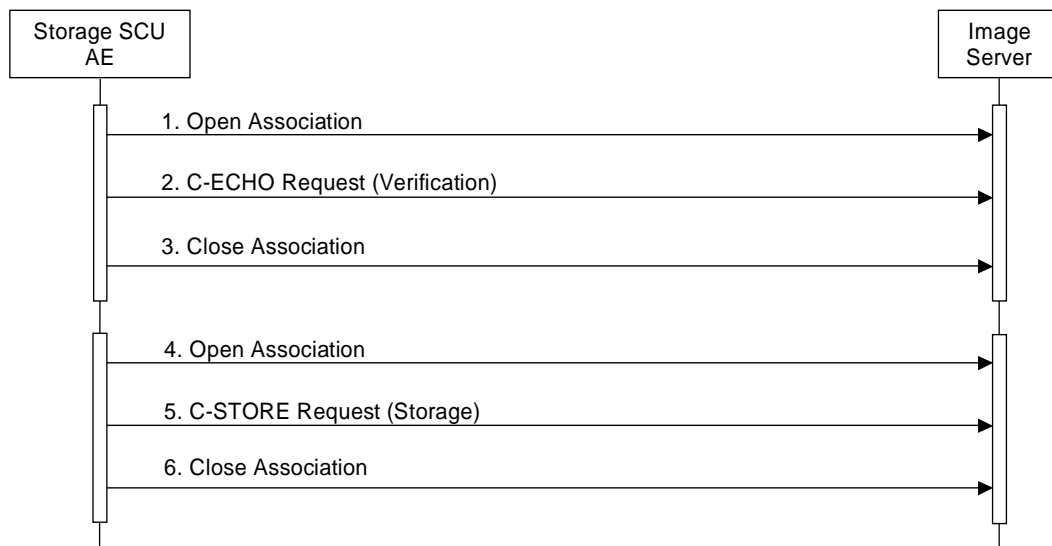 Storage SCU
AE
Image
Server
1. Open Association
2. C-ECHO Request (Verification)
3. Close Association
4. Open Association
5. C-STORE Request (Storage)
6. Close Association